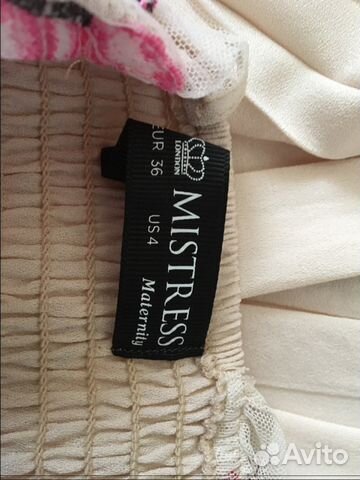 LONDON
MISTRESS
Maternity
EUR 36
US 4
Avito